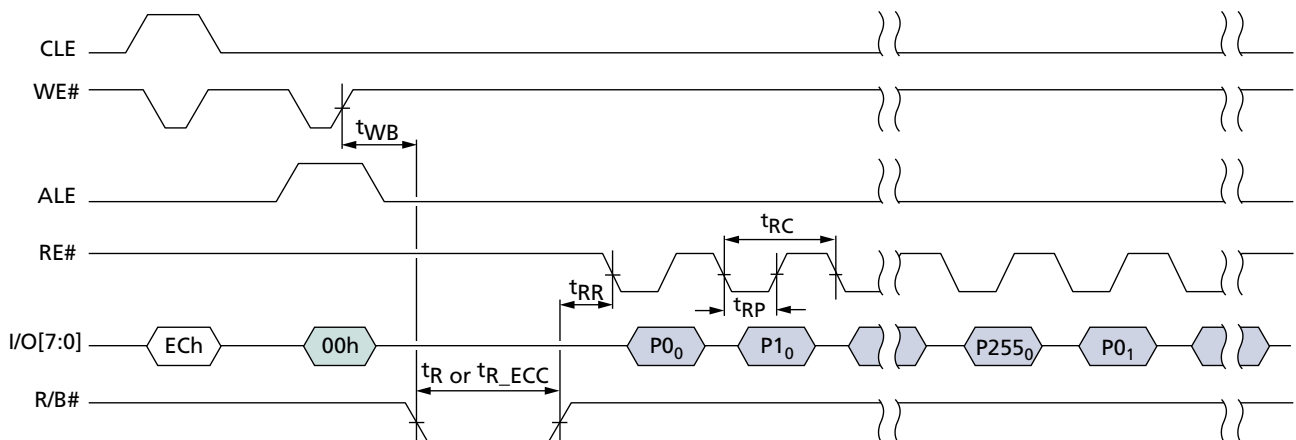 CLE
WE#
tWB
ALE
tRC
RE#
tRR
tRP
I/O[7:0] ECh 00h P0₀ P1₀ P255₀ P0₁
tR or tR_ECC
R/B#